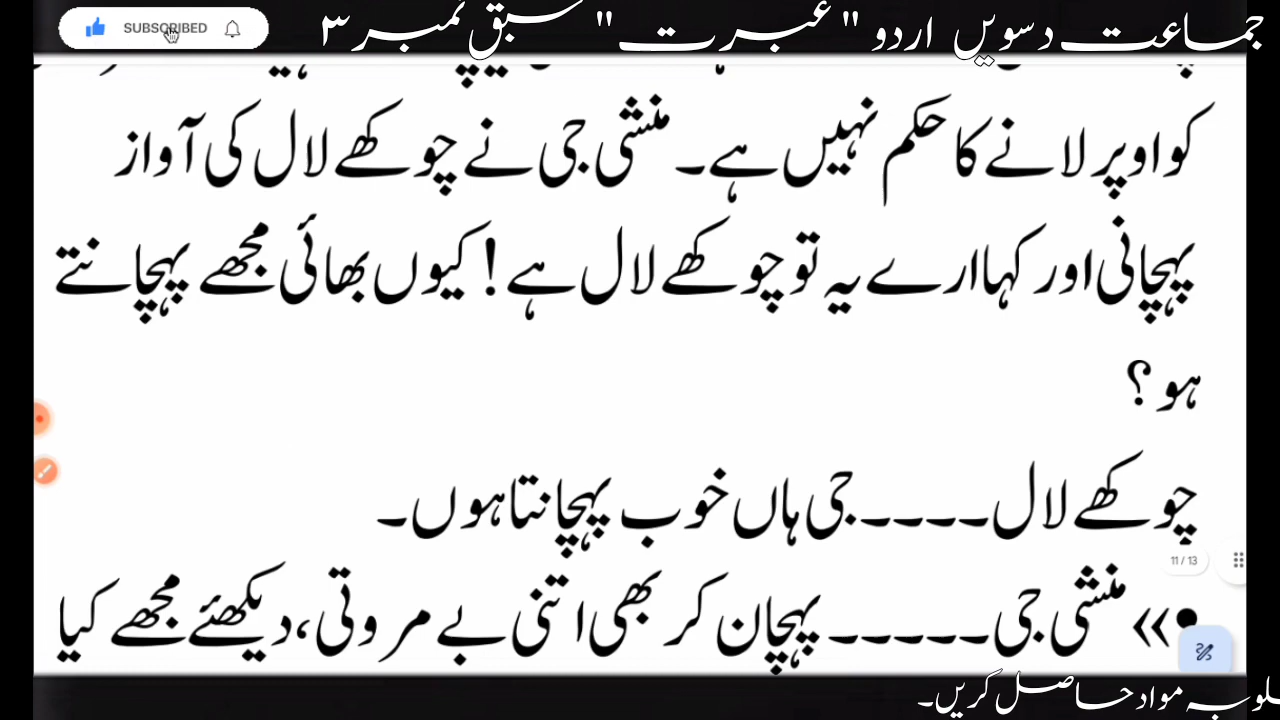 جماعت دسویں اردو "عبرت" سبق نمبر ۳
SUBSCRIBED
کو اوپر لانے کا حکم نہیں ہے۔ منشی جی نے چوکھے لال کی آواز
پہچانی اور کہا ارے یہ تو چوکھے لال ہے! کیوں بھائی مجھے پہچانتے
ہو؟
چوکھے لال۔۔۔۔جی ہاں خوب پہچانتا ہوں۔
11 / 13
•» منشی جی۔۔۔۔۔پہچان کر بھی اتنی بے مروتی، دیکھئے مجھے کیا
مواد حاصل کریں۔